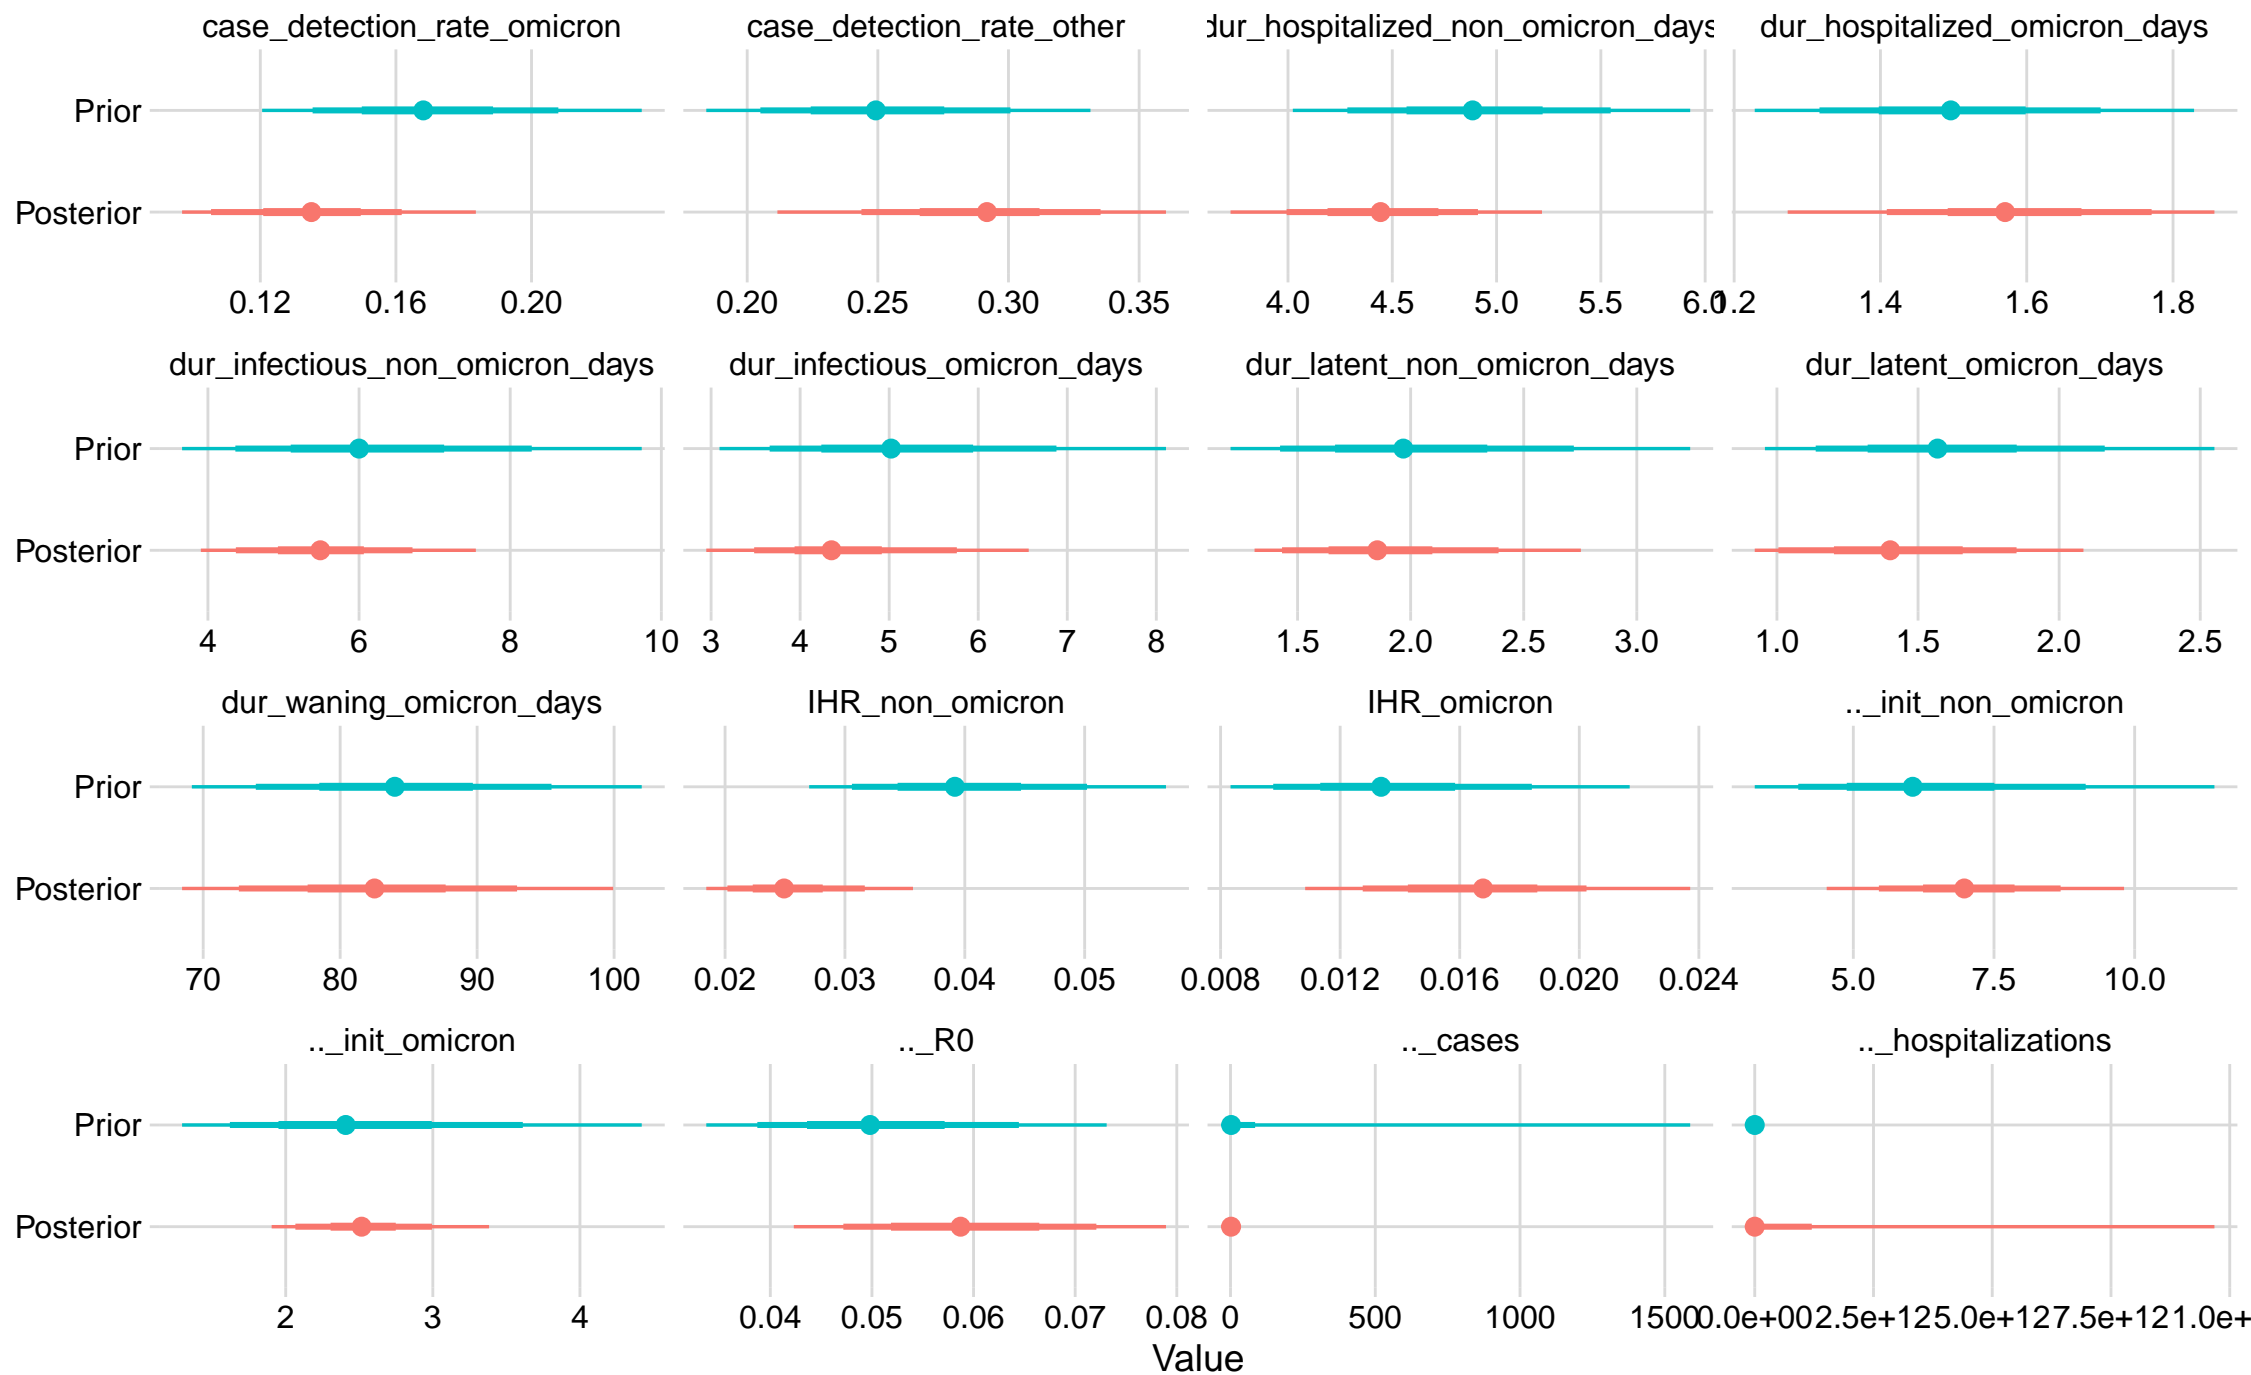 case_detection_rate_omicron case_detection_rate_other dur_hospitalized_non_omicron_days dur_hospitalized_omicron_days
Prior
Posterior
0.12 0.16 0.20 0.20 0.25 0.30 0.35 4.0 4.5 5.0 5.5 6.0 1.2 1.4 1.6 1.8
dur_infectious_non_omicron_days dur_infectious_omicron_days dur_latent_non_omicron_days dur_latent_omicron_days
Prior
Posterior
4 6 8 10 3 4 5 6 7 8 1.5 2.0 2.5 3.0 1.0 1.5 2.0 2.5
dur_waning_omicron_days IHR_non_omicron IHR_omicron .._init_non_omicron
Prior
Posterior
70 80 90 100 0.02 0.03 0.04 0.05 0.008 0.012 0.016 0.020 0.024 5.0 7.5 10.0
.._init_omicron .._R0 .._cases .._hospitalizations
Prior
Posterior
2 3 4 0.04 0.05 0.06 0.07 0.08 0 500 1000 1500 0.0e+00 2.5e+12 5.0e+12 7.5e+12 1.0e+
Value